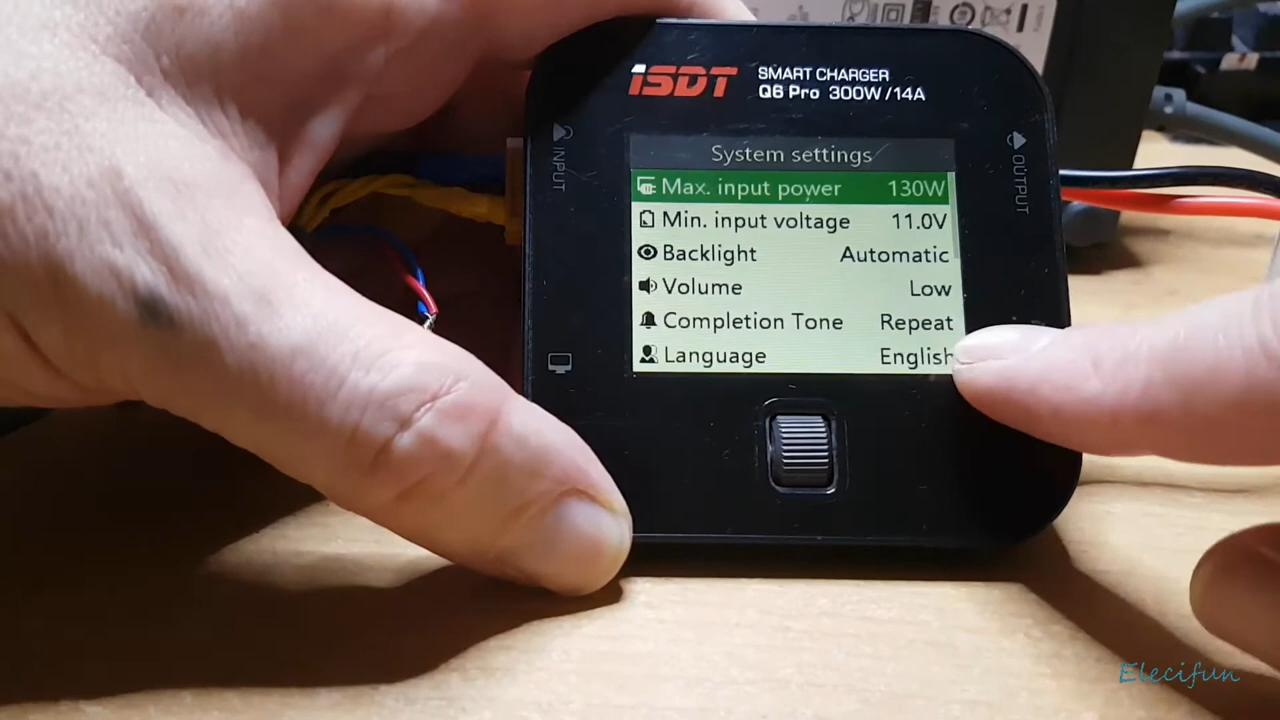 iSDT
SMART CHARGER
Q6 Pro 300W/14A
INPUT
OUTPUT
System settings
Max. input power 130W
Min. input voltage 11.0V
Backlight Automatic
Volume Low
Completion Tone Repeat
Language English
Elecifun